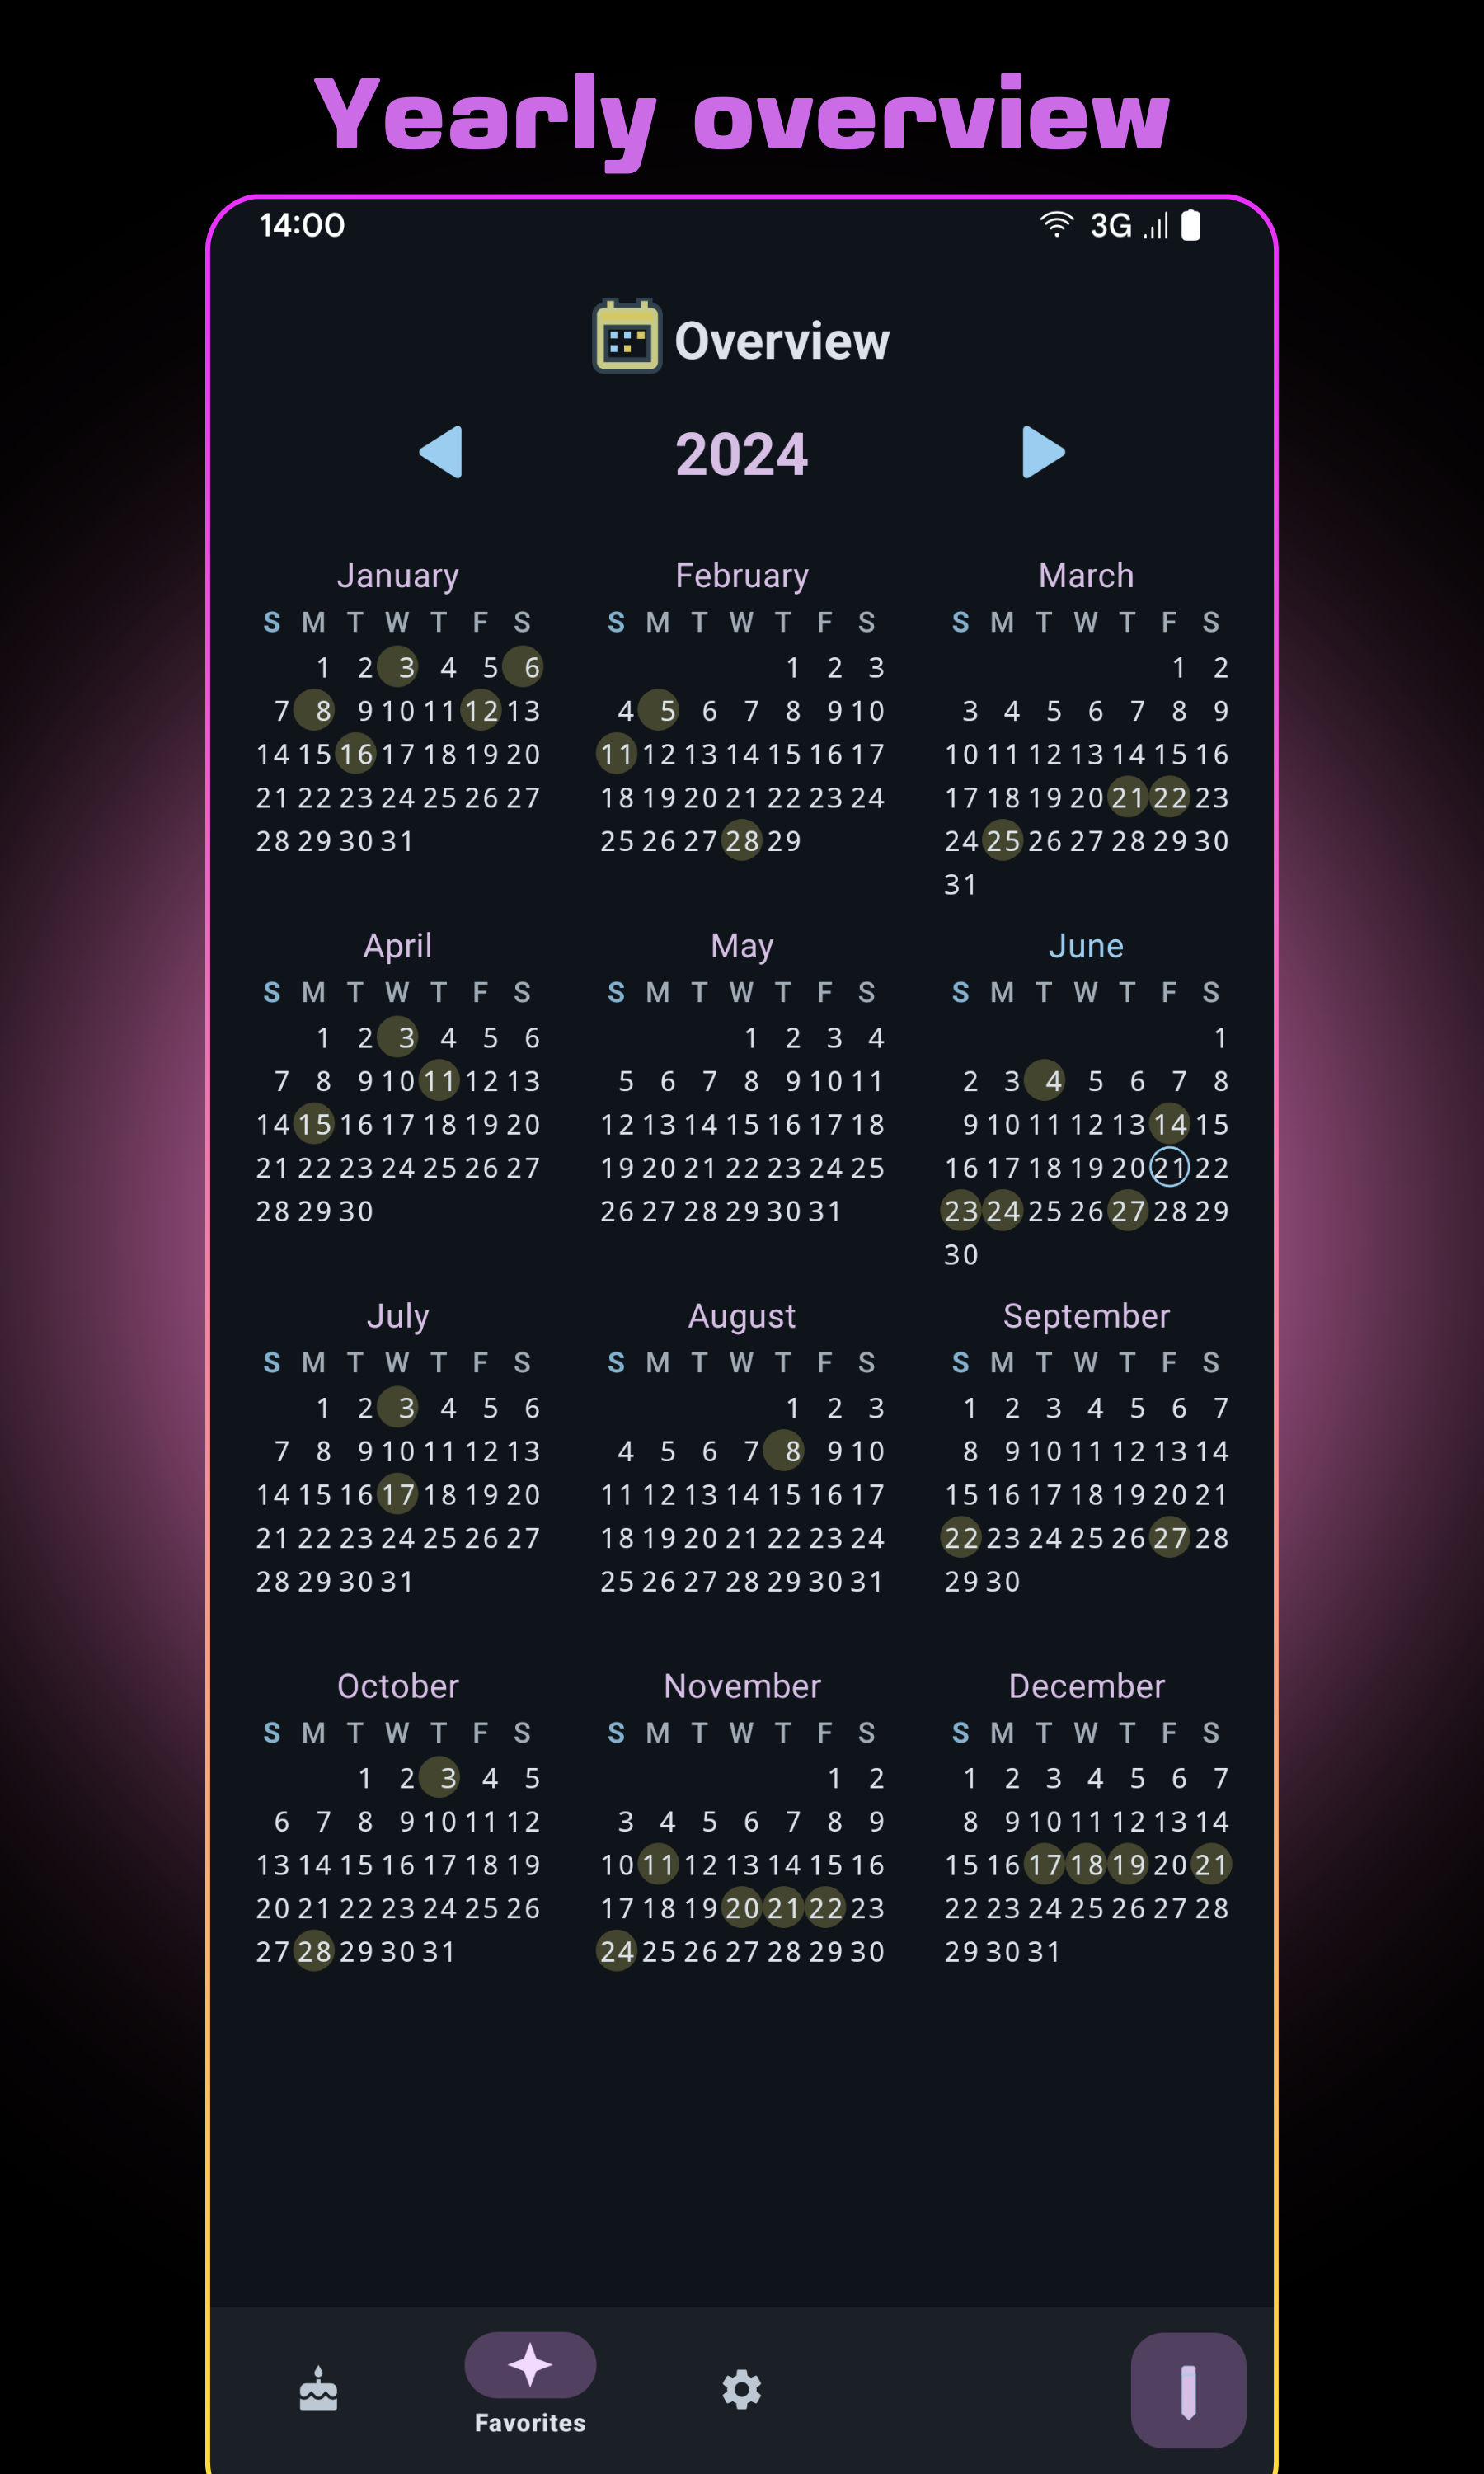 Yearly overview
14:00 3G
Overview
2024
January February March
S M T W T F S S M T W T F S S M T W T F S
1 2 3 4 5 6 1 2 3 1 2
7 8 9 10 11 12 13 4 5 6 7 8 9 10 3 4 5 6 7 8 9
14 15 16 17 18 19 20 11 12 13 14 15 16 17 10 11 12 13 14 15 16
21 22 23 24 25 26 27 18 19 20 21 22 23 24 17 18 19 20 21 22 23
28 29 30 31 25 26 27 28 29 24 25 26 27 28 29 30
31
April May June
S M T W T F S S M T W T F S S M T W T F S
1 2 3 4 5 6 1 2 3 4 1
7 8 9 10 11 12 13 5 6 7 8 9 10 11 2 3 4 5 6 7 8
14 15 16 17 18 19 20 12 13 14 15 16 17 18 9 10 11 12 13 14 15
21 22 23 24 25 26 27 19 20 21 22 23 24 25 16 17 18 19 20 21 22
28 29 30 26 27 28 29 30 31 23 24 25 26 27 28 29
30
July August September
S M T W T F S S M T W T F S S M T W T F S
1 2 3 4 5 6 1 2 3 1 2 3 4 5 6 7
7 8 9 10 11 12 13 4 5 6 7 8 9 10 8 9 10 11 12 13 14
14 15 16 17 18 19 20 11 12 13 14 15 16 17 15 16 17 18 19 20 21
21 22 23 24 25 26 27 18 19 20 21 22 23 24 22 23 24 25 26 27 28
28 29 30 31 25 26 27 28 29 30 31 29 30
October November December
S M T W T F S S M T W T F S S M T W T F S
1 2 3 4 5 1 2 1 2 3 4 5 6 7
6 7 8 9 10 11 12 3 4 5 6 7 8 9 8 9 10 11 12 13 14
13 14 15 16 17 18 19 10 11 12 13 14 15 16 15 16 17 18 19 20 21
20 21 22 23 24 25 26 17 18 19 20 21 22 23 22 23 24 25 26 27 28
27 28 29 30 31 24 25 26 27 28 29 30 29 30 31
Favorites